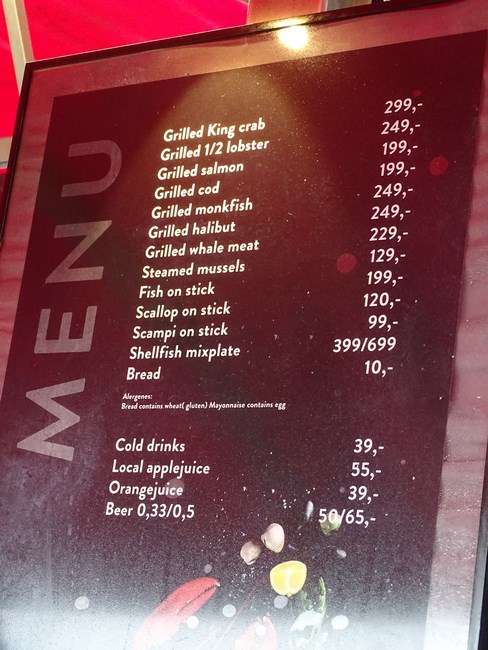 MENU
Grilled King crab 299,-
Grilled 1/2 lobster 249,-
Grilled salmon 199,-
Grilled cod 199,-
Grilled monkfish 249,-
Grilled halibut 249,-
Grilled whale meat 229,-
Steamed mussels 129,-
Fish on stick 199,-
Scallop on stick 120,-
Scampi on stick 99,-
Shellfish mixplate 399/699
Bread 10,-
Alergenes:
Bread contains wheat( gluten) Mayonnaise contains egg
Cold drinks 39,-
Local applejuice 55,-
Orangejuice 39,-
Beer 0,33/0,5 50/65,-